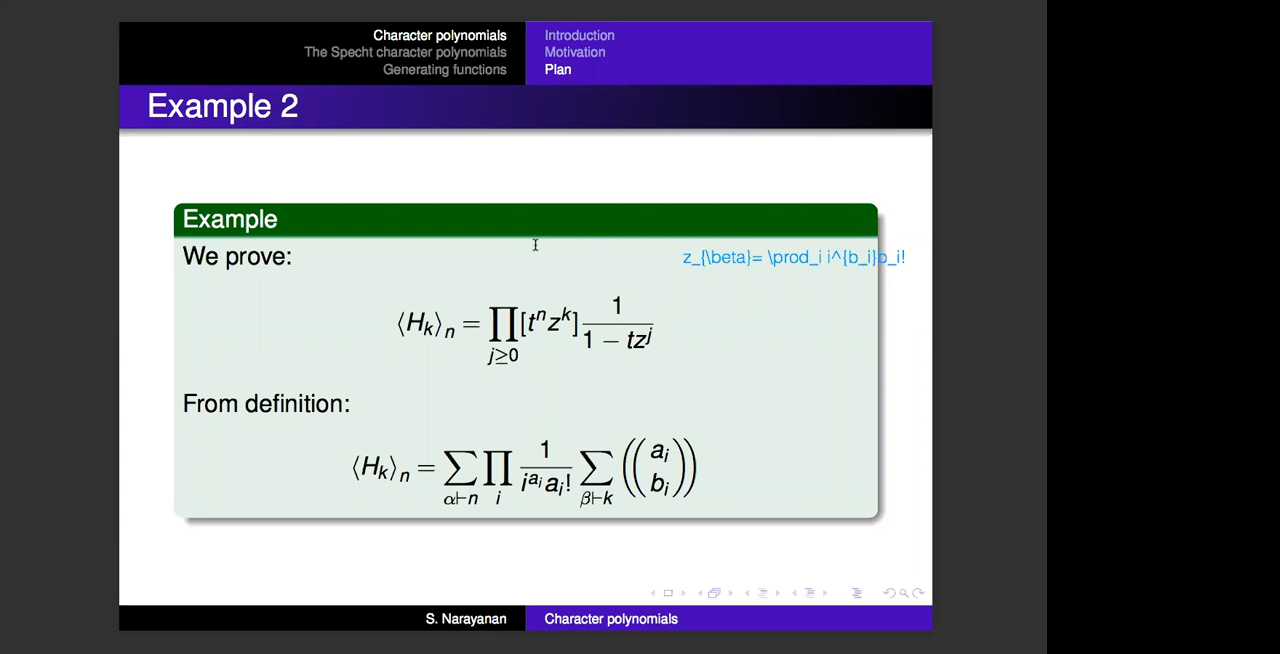 Character polynomials
The Specht character polynomials
Generating functions
Introduction
Motivation
Plan
Example 2
Example
We prove:
z_{\beta}= \prod_i i^{b_i}b_i!
⟨H_k⟩_n = ∏_{j≥0} [t^n z^k] \frac{1}{1 − tz^j}
From definition:
⟨H_k⟩_n = ∑_{α⊢n} ∏_i \frac{1}{i^{a_i} a_i!} ∑_{β⊢k} ((a_i b_i))
S. Narayanan
Character polynomials